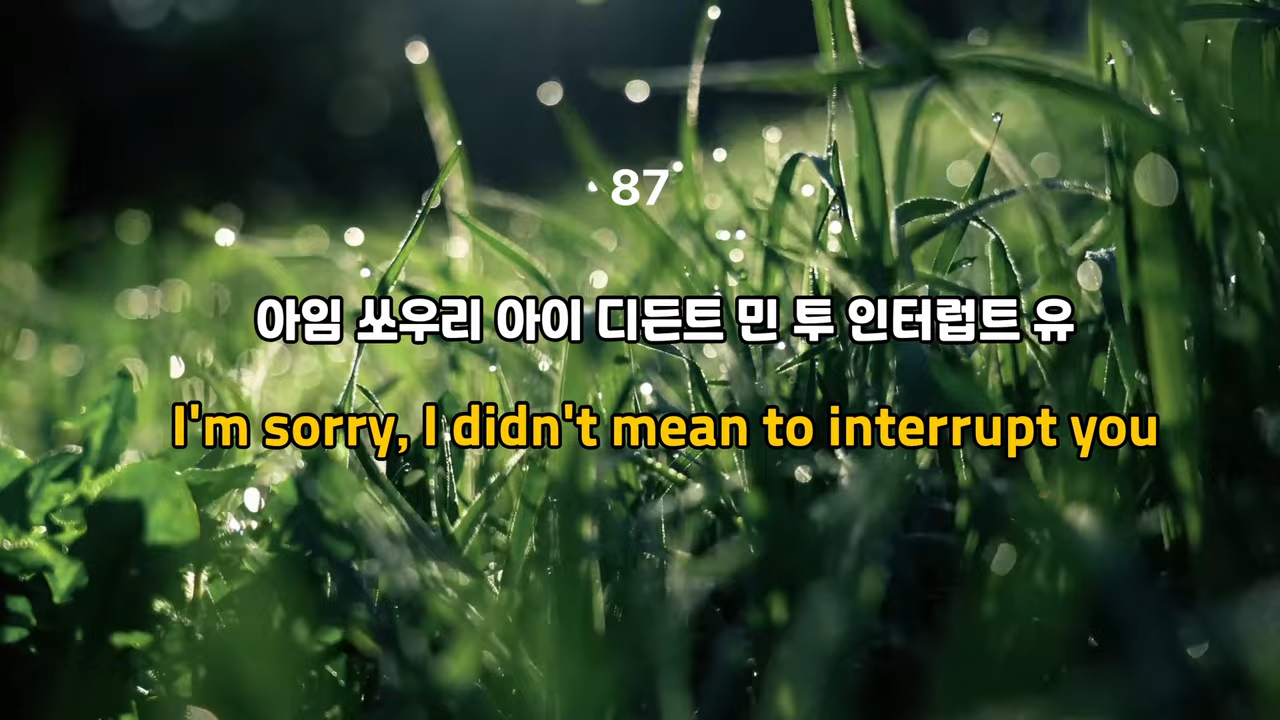 87
아임 쏘우리 아이 디든트 민 투 인터럽트 유
I'm sorry, I didn't mean to interrupt you